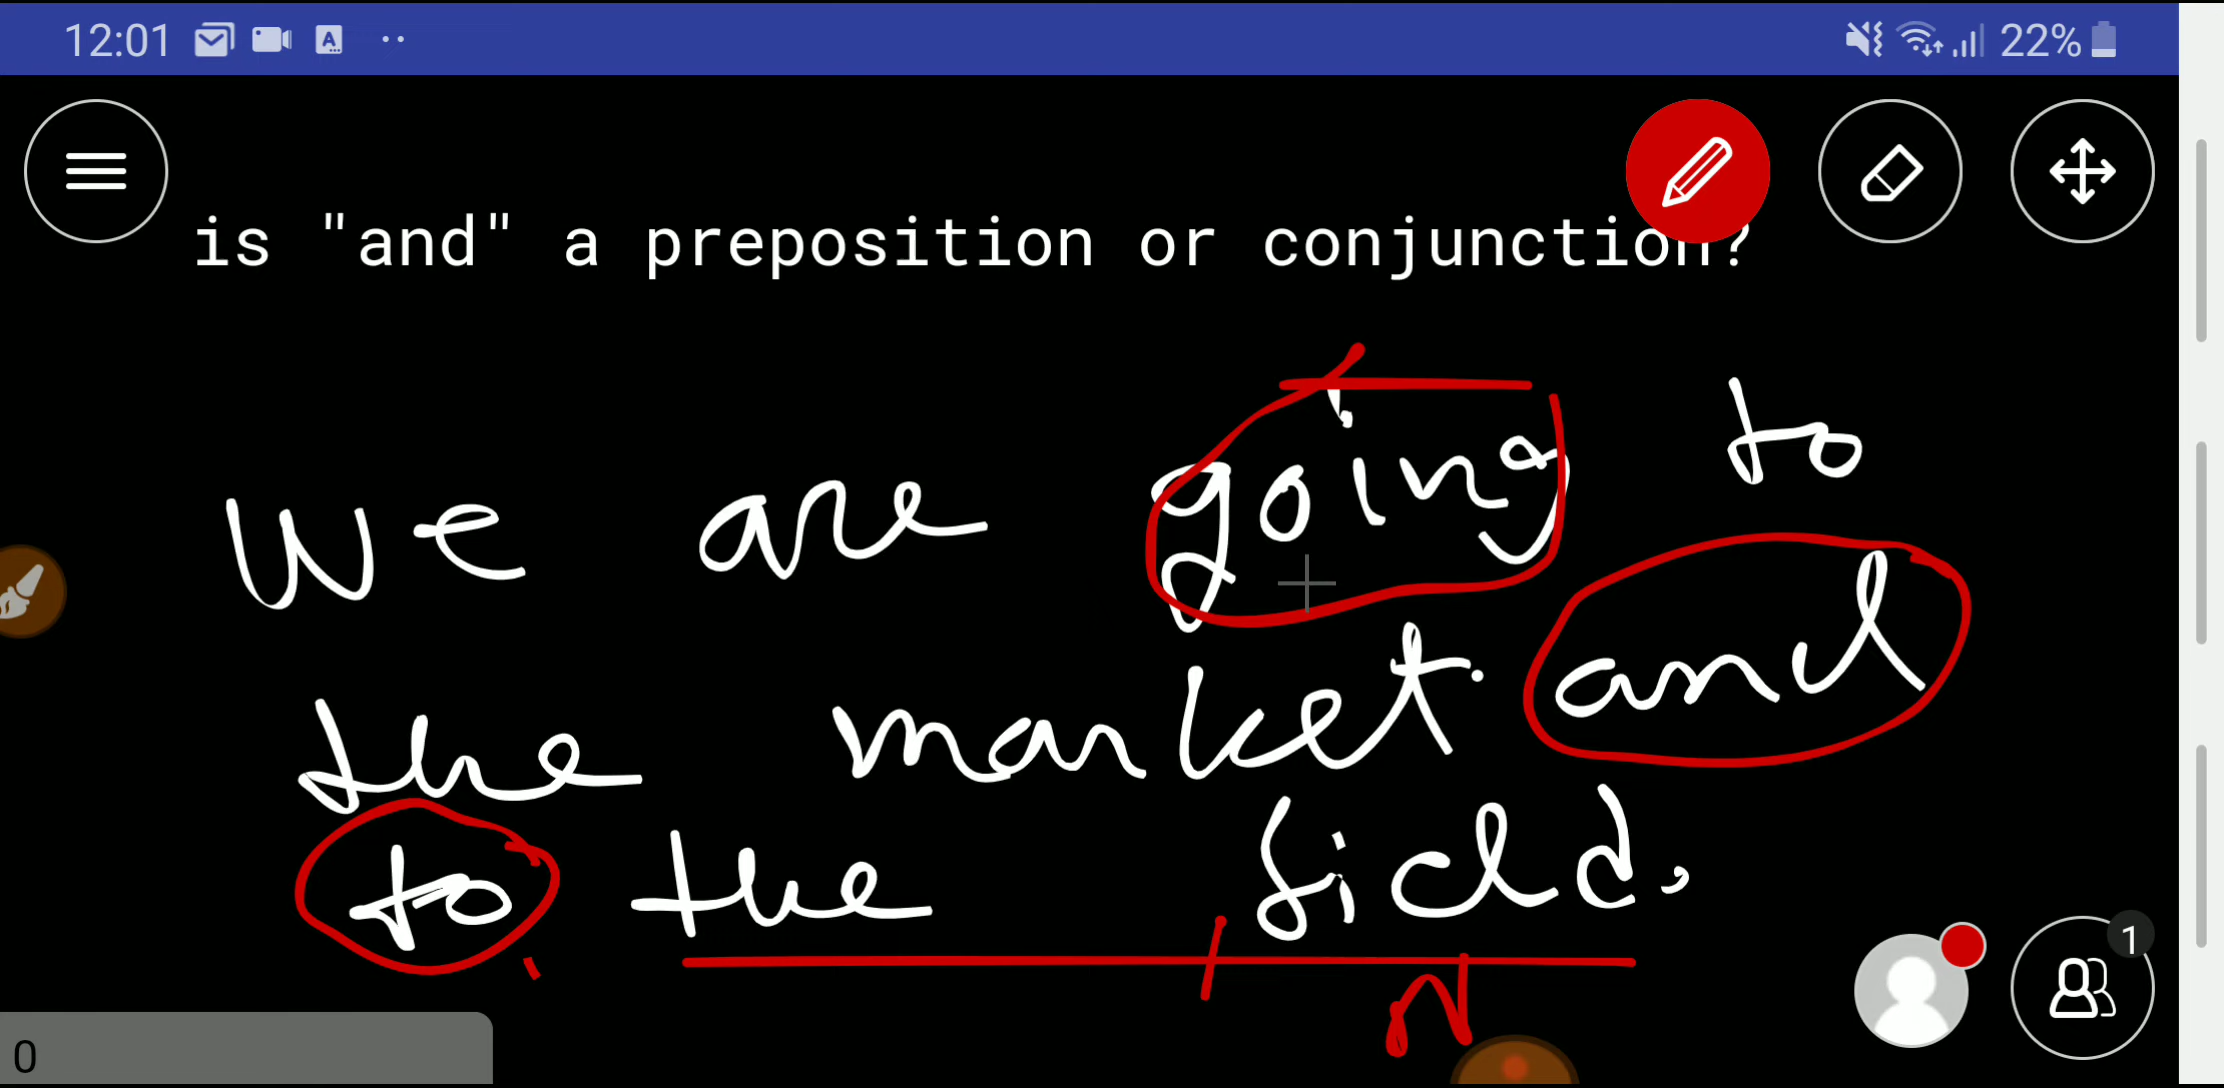 12:01 22%
is "and" a preposition or conjunction?
We are going to
the market and
to the field.
N
1
0